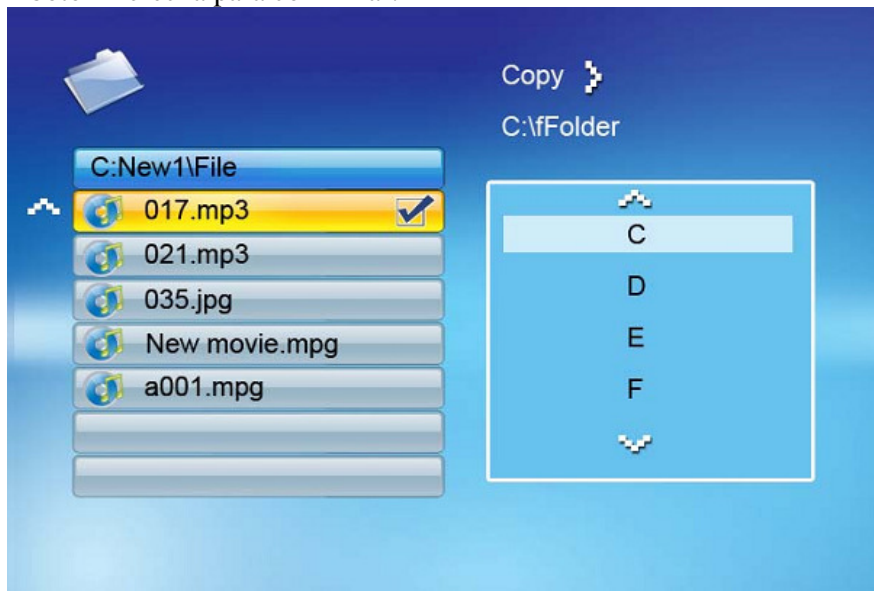 Copy
C:\fFolder
C:New1\File
017.mp3
021.mp3
035.jpg
New movie.mpg
a001.mpg
C
D
E
F